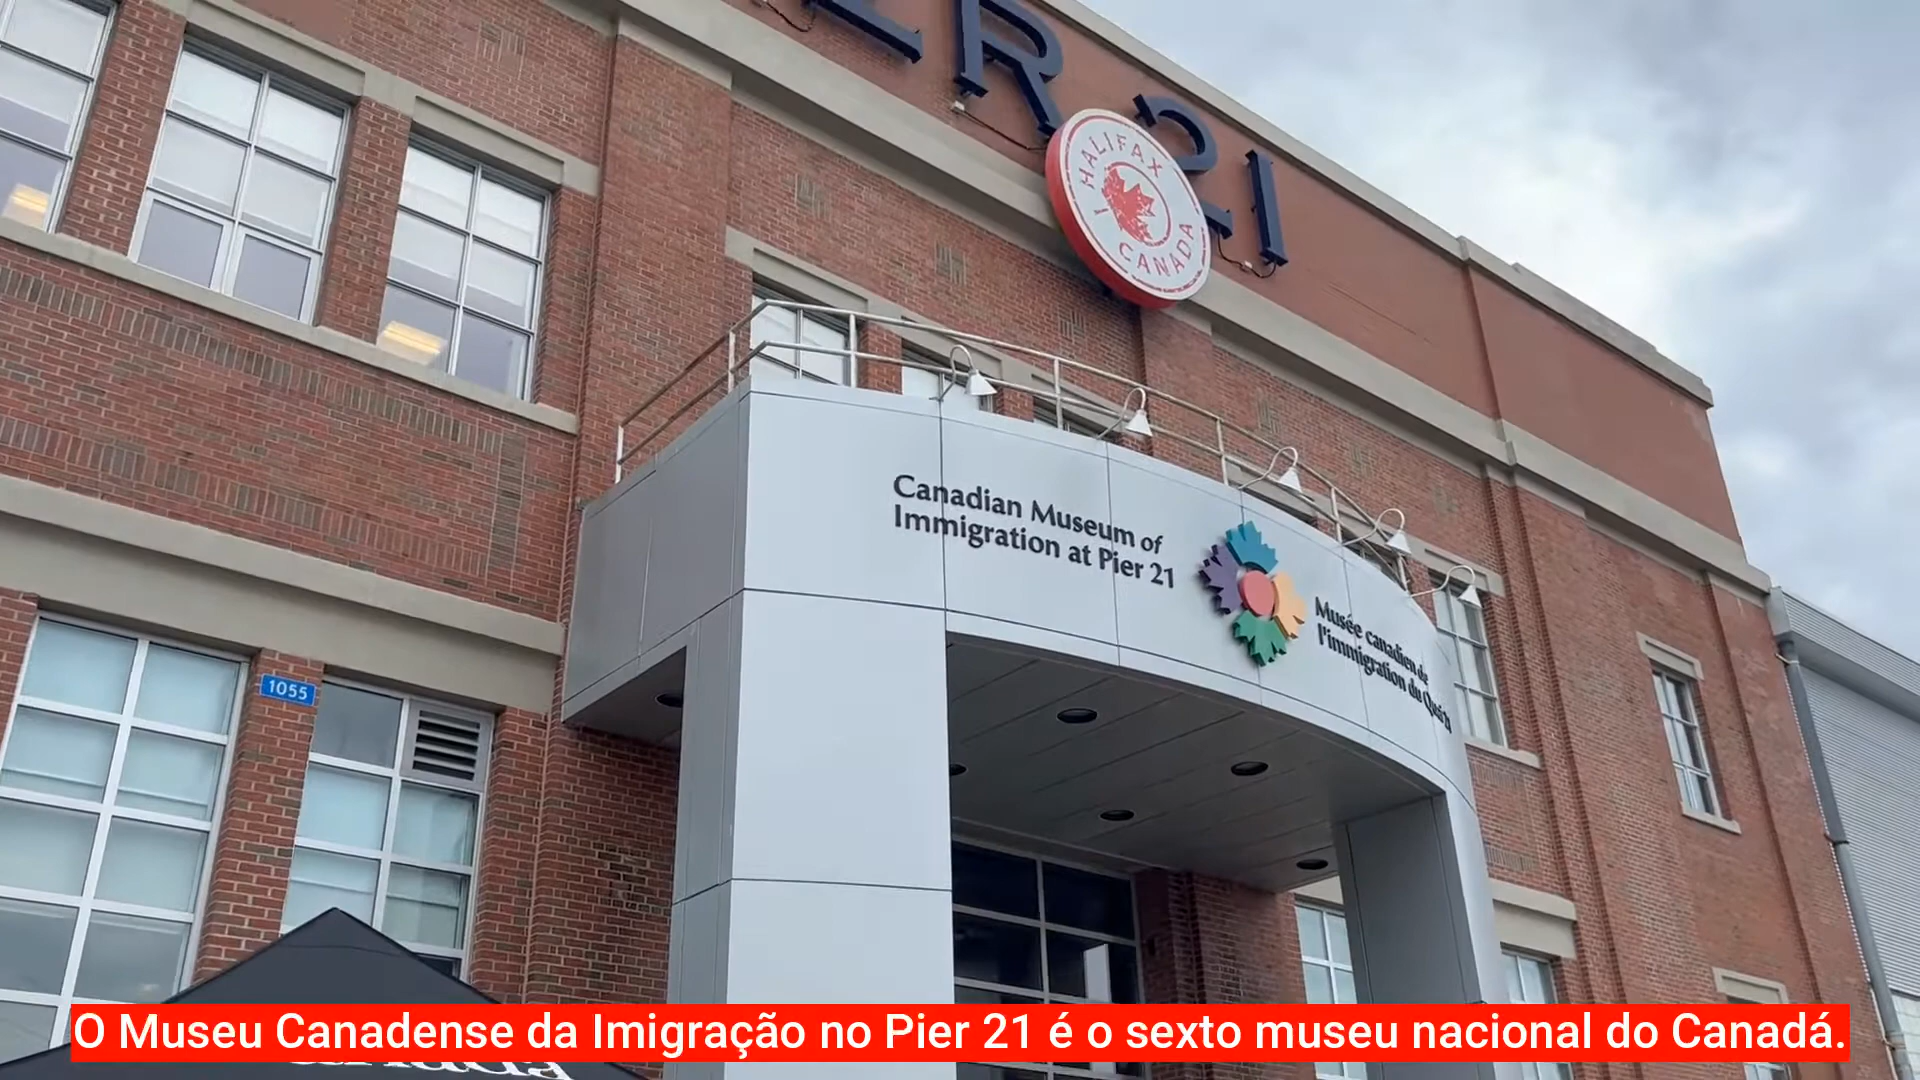 ER 21
HALIFAX
CANADA
Canadian Museum of
Immigration at Pier 21
Musée canadien de
l'immigration du Quai 21
1055
O Museu Canadense da Imigração no Pier 21 é o sexto museu nacional do Canadá.